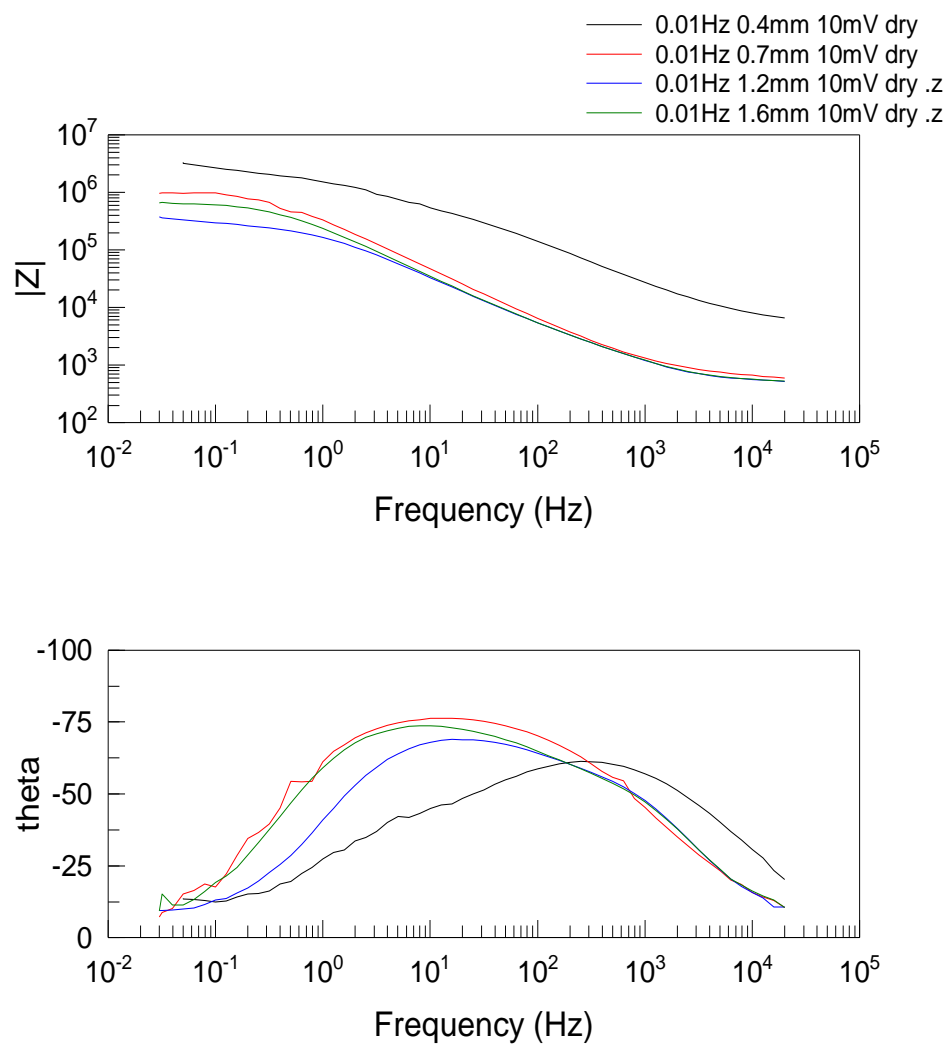 0.01Hz 0.4mm 10mV dry
0.01Hz 0.7mm 10mV dry
0.01Hz 1.2mm 10mV dry .z
0.01Hz 1.6mm 10mV dry .z
10^7
10^6
10^5
10^4
10^3
10^2
|Z|
10^-2 10^-1 10^0 10^1 10^2 10^3 10^4 10^5
Frequency (Hz)
-100
-75
-50
-25
0
theta
10^-2 10^-1 10^0 10^1 10^2 10^3 10^4 10^5
Frequency (Hz)